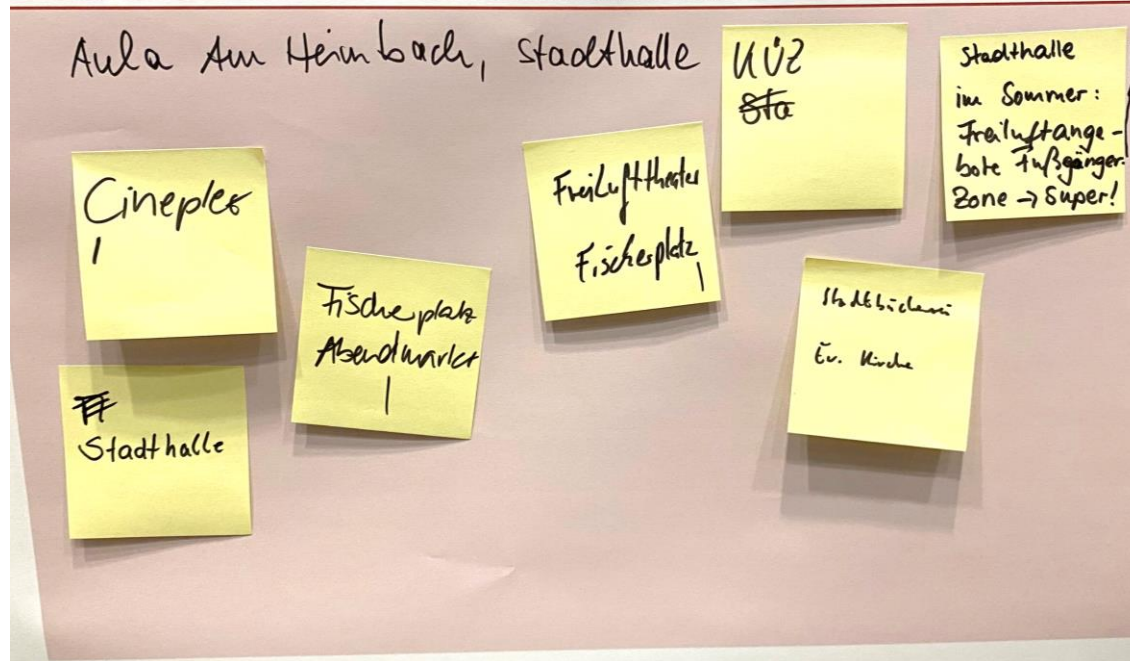 Aula Am Heimbach, Stadthalle
KÜZ
Stadthalle
im Sommer:
Freiluftange-
bote Fußgänger-
Zone → Super!
Cineplex
Freilufttheater
Fischerplatz
Fischerplatz
Abendmarkt
Stadtbücherei
Ev. Kirche
Stadthalle